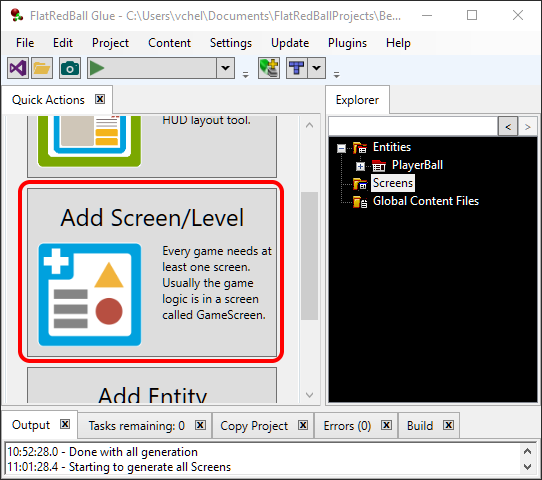 FlatRedBall Glue - C:\Users\vchel\Documents\FlatRedBallProjects\Be...
File Edit Project Content Settings Update Plugins Help
Quick Actions
Explorer
HUD layout tool.
< >
Entities
PlayerBall
Screens
Global Content Files
Add Screen/Level
Every game needs at
least one screen.
Usually the game
logic is in a screen
called GameScreen.
Add Entity
Output Tasks remaining: 0 Copy Project Errors (0) Build
10:52:28.0 - Done with all generation
11:01:28.4 - Starting to generate all Screens